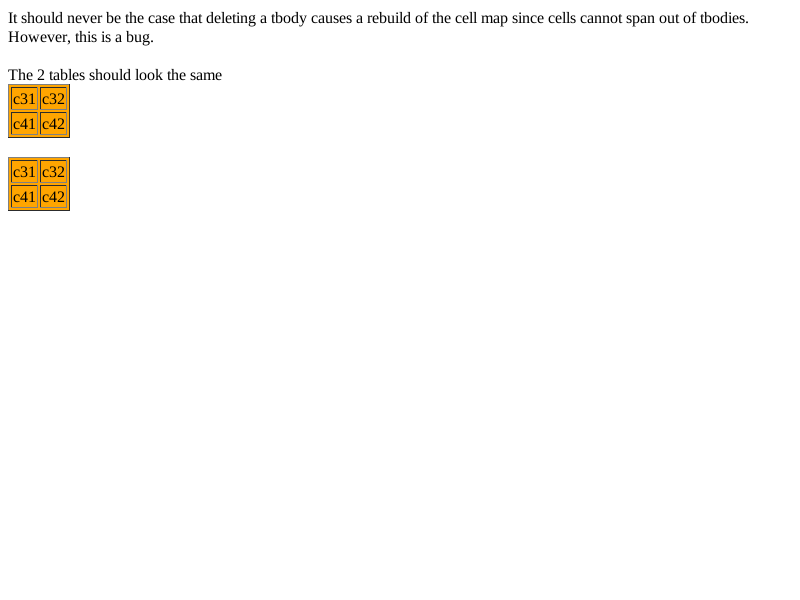 It should never be the case that deleting a tbody causes a rebuild of the cell map since cells cannot span out of tbodies.
However, this is a bug.
The 2 tables should look the same
c31 c32
c41 c42
c31 c32
c41 c42